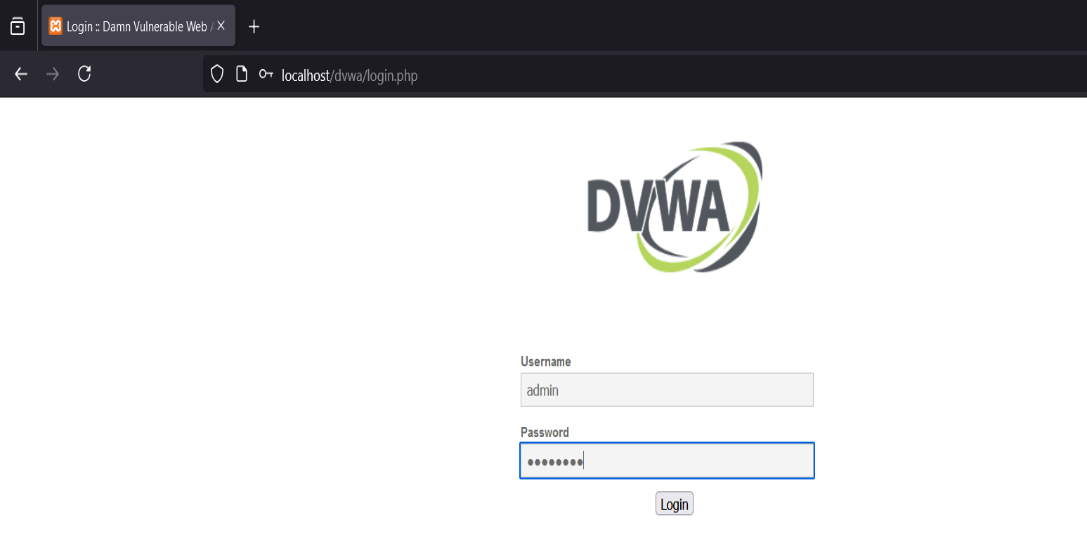 Login :: Damn Vulnerable Web /
localhost/dvwa/login.php
DVWA
Username
admin
Password
Login